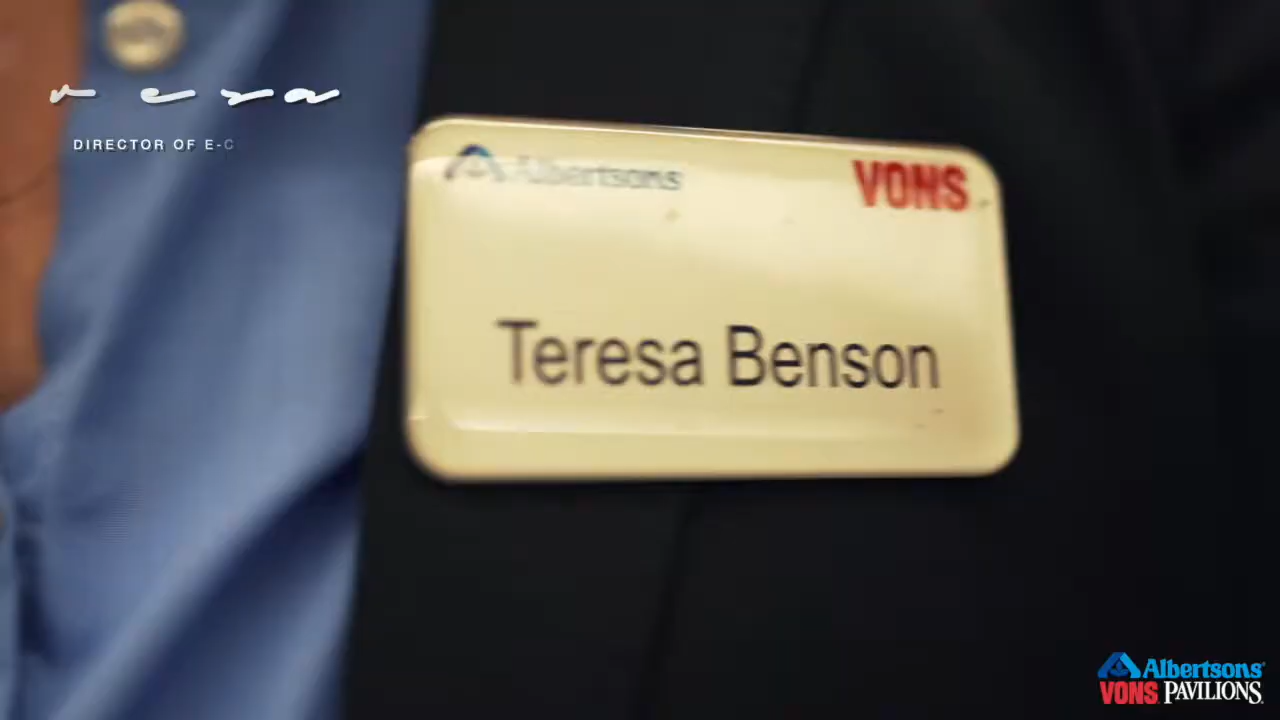 DIRECTOR OF E-C
Albertsons
VONS
Teresa Benson
Albertsons
VONS PAVILIONS